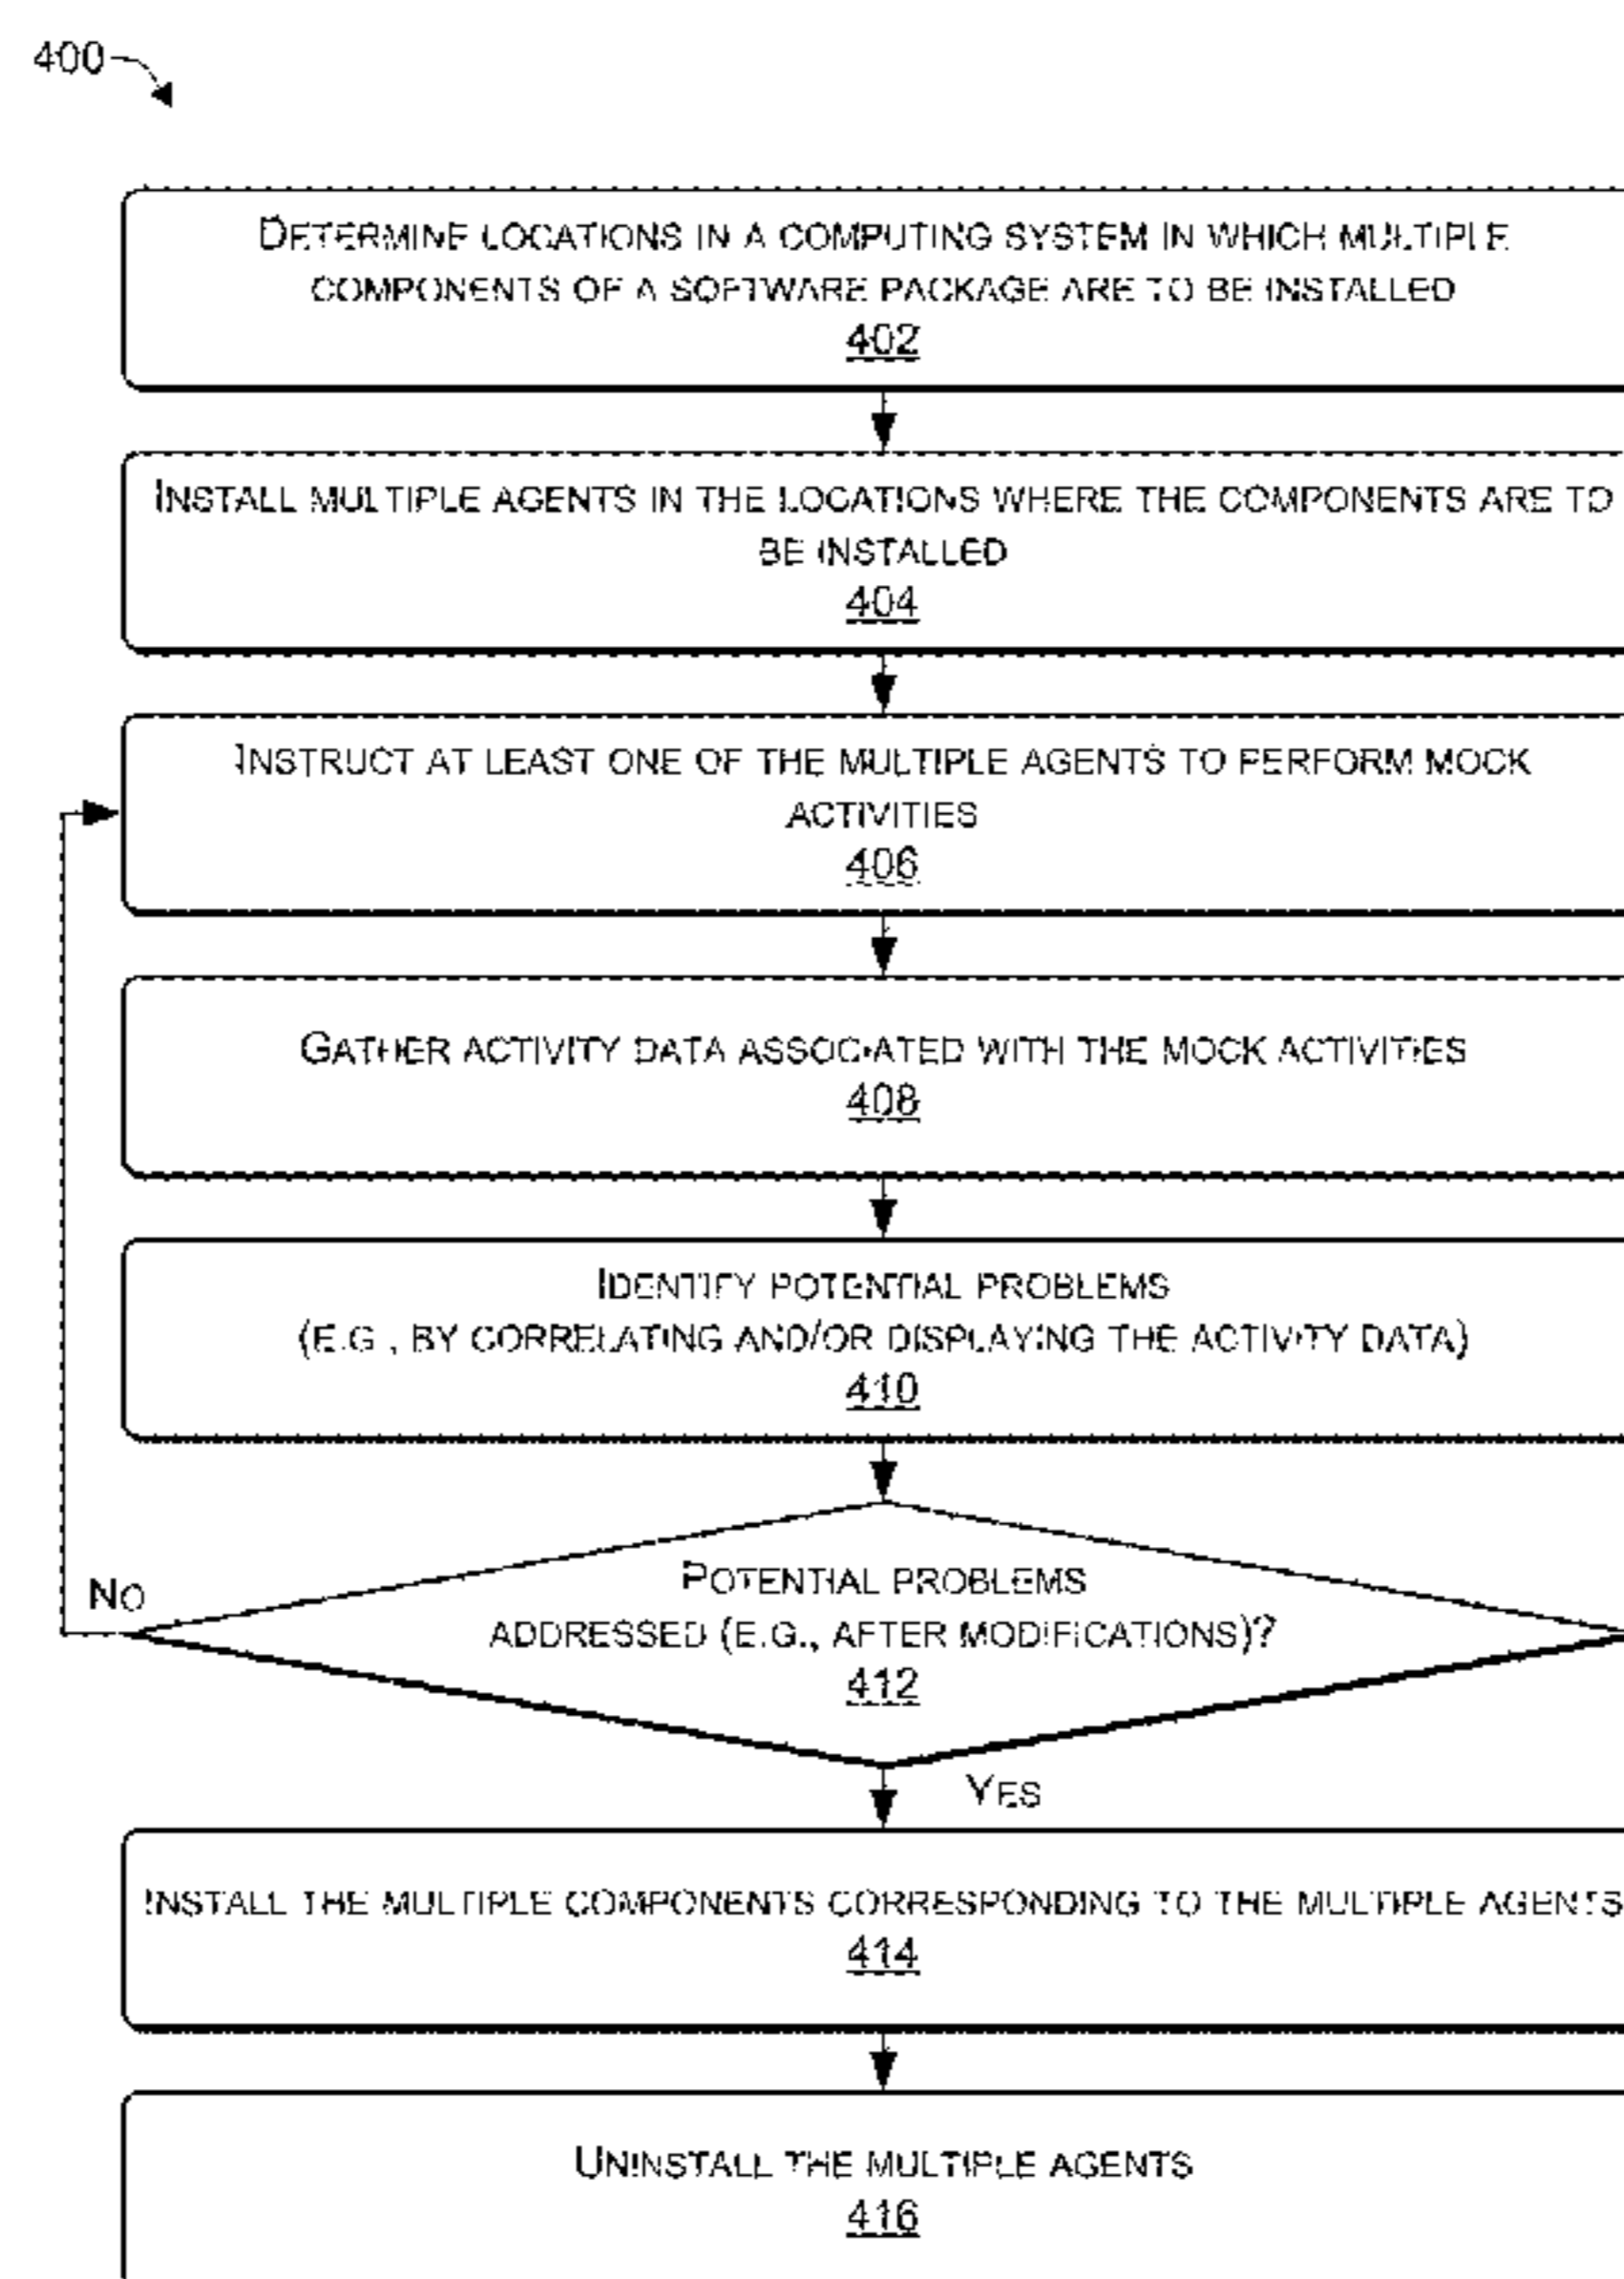 400
DETERMINE LOCATIONS IN A COMPUTING SYSTEM IN WHICH MULTIPLE
COMPONENTS OF A SOFTWARE PACKAGE ARE TO BE INSTALLED
402
INSTALL MULTIPLE AGENTS IN THE LOCATIONS WHERE THE COMPONENTS ARE TO
BE INSTALLED
404
INSTRUCT AT LEAST ONE OF THE MULTIPLE AGENTS TO PERFORM MOCK
ACTIVITIES
406
GATHER ACTIVITY DATA ASSOCIATED WITH THE MOCK ACTIVITIES
408
IDENTIFY POTENTIAL PROBLEMS
(E.G., BY CORRELATING AND/OR DISPLAYING THE ACTIVITY DATA)
410
POTENTIAL PROBLEMS
NO
ADDRESSED (E.G., AFTER MODIFICATIONS)?
412
YES
INSTALL THE MULTIPLE COMPONENTS CORRESPONDING TO THE MULTIPLE AGENTS
414
UNINSTALL THE MULTIPLE AGENTS
416